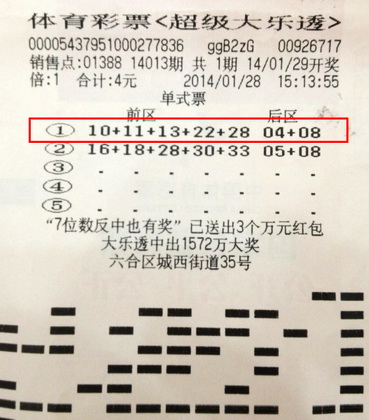 体育彩票<超级大乐透>
00005437951000277836 ggB2zG 00926717
销售点:01388 14013期 共 1期 14/01/29开奖
倍:1 合计:4元 2014/01/28 15:13:55
单式票
前区 后区
① 10+11+13+22+28 04+08
② 16+18+28+30+33 05+08
③ - - - - - - -
④ - - - - - - -
⑤ - - - - - - -
“7位数反中也有奖”已送出3个万元红包
大乐透中出1572万大奖
六合区城西街道35号